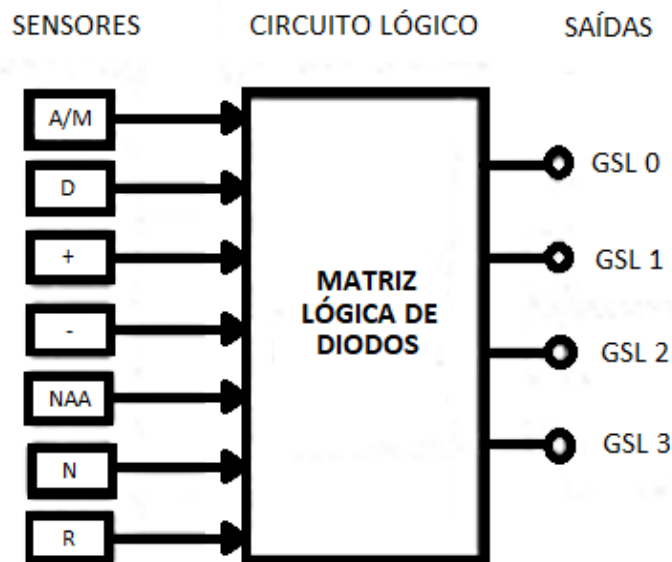 SENSORES CIRCUITO LÓGICO SAÍDAS
A/M
D
+
-
NAA
N
R
MATRIZ
LÓGICA DE
DIODOS
GSL 0
GSL 1
GSL 2
GSL 3